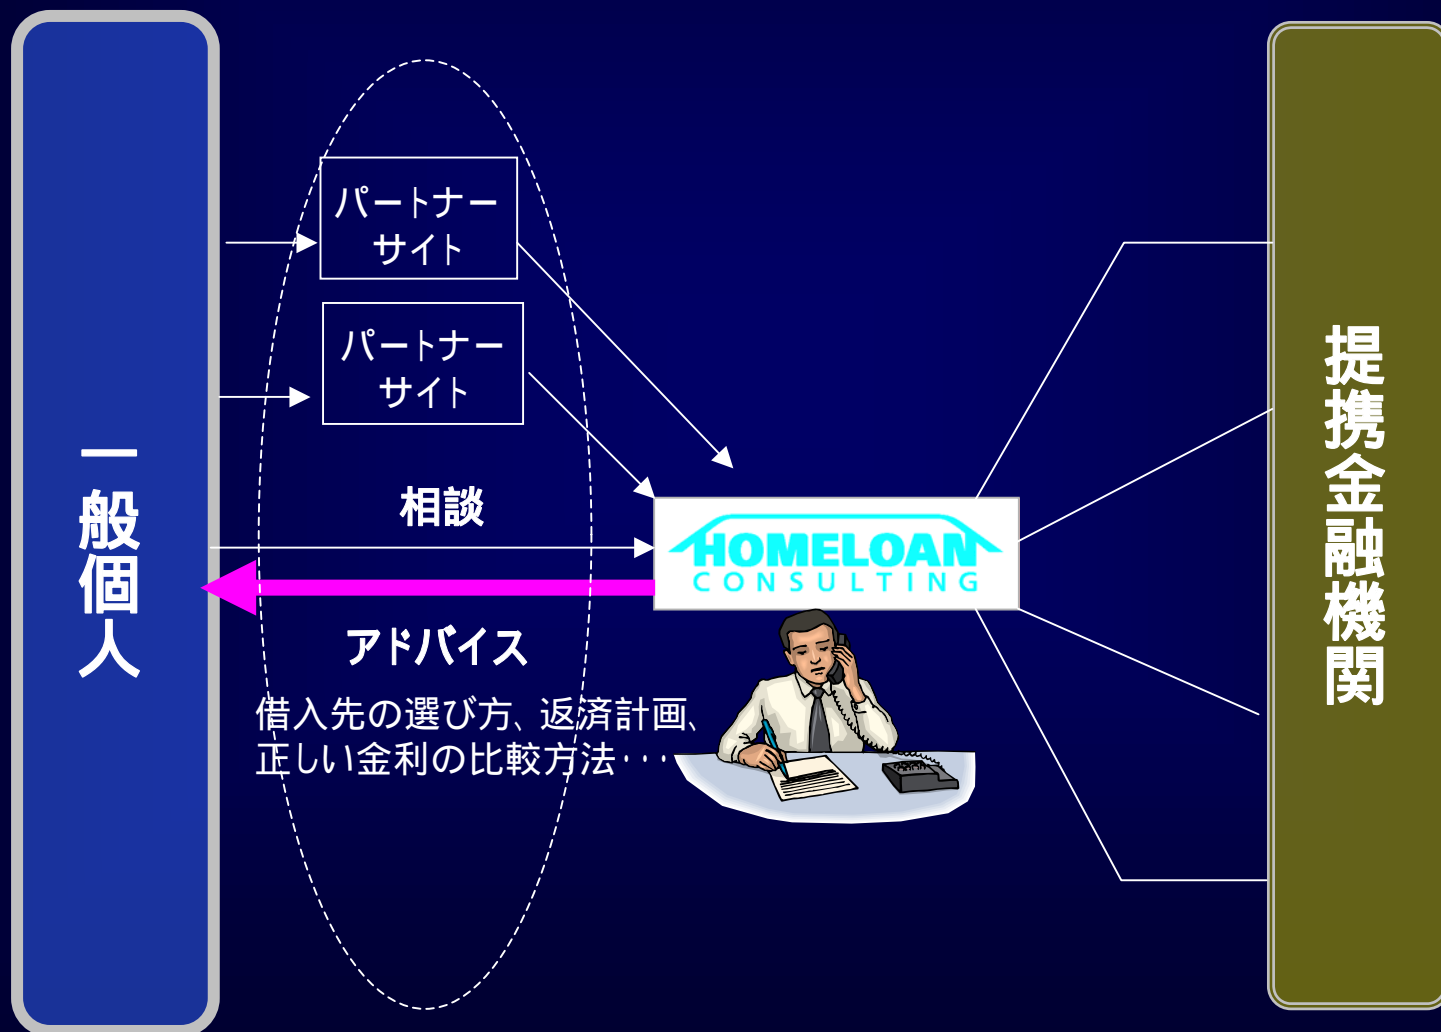 一般個人
パートナー
サイト
パートナー
サイト
相談
HOMELOAN
CONSULTING
アドバイス
借入先の選び方、返済計画、
正しい金利の比較方法・・・
提携金融機関